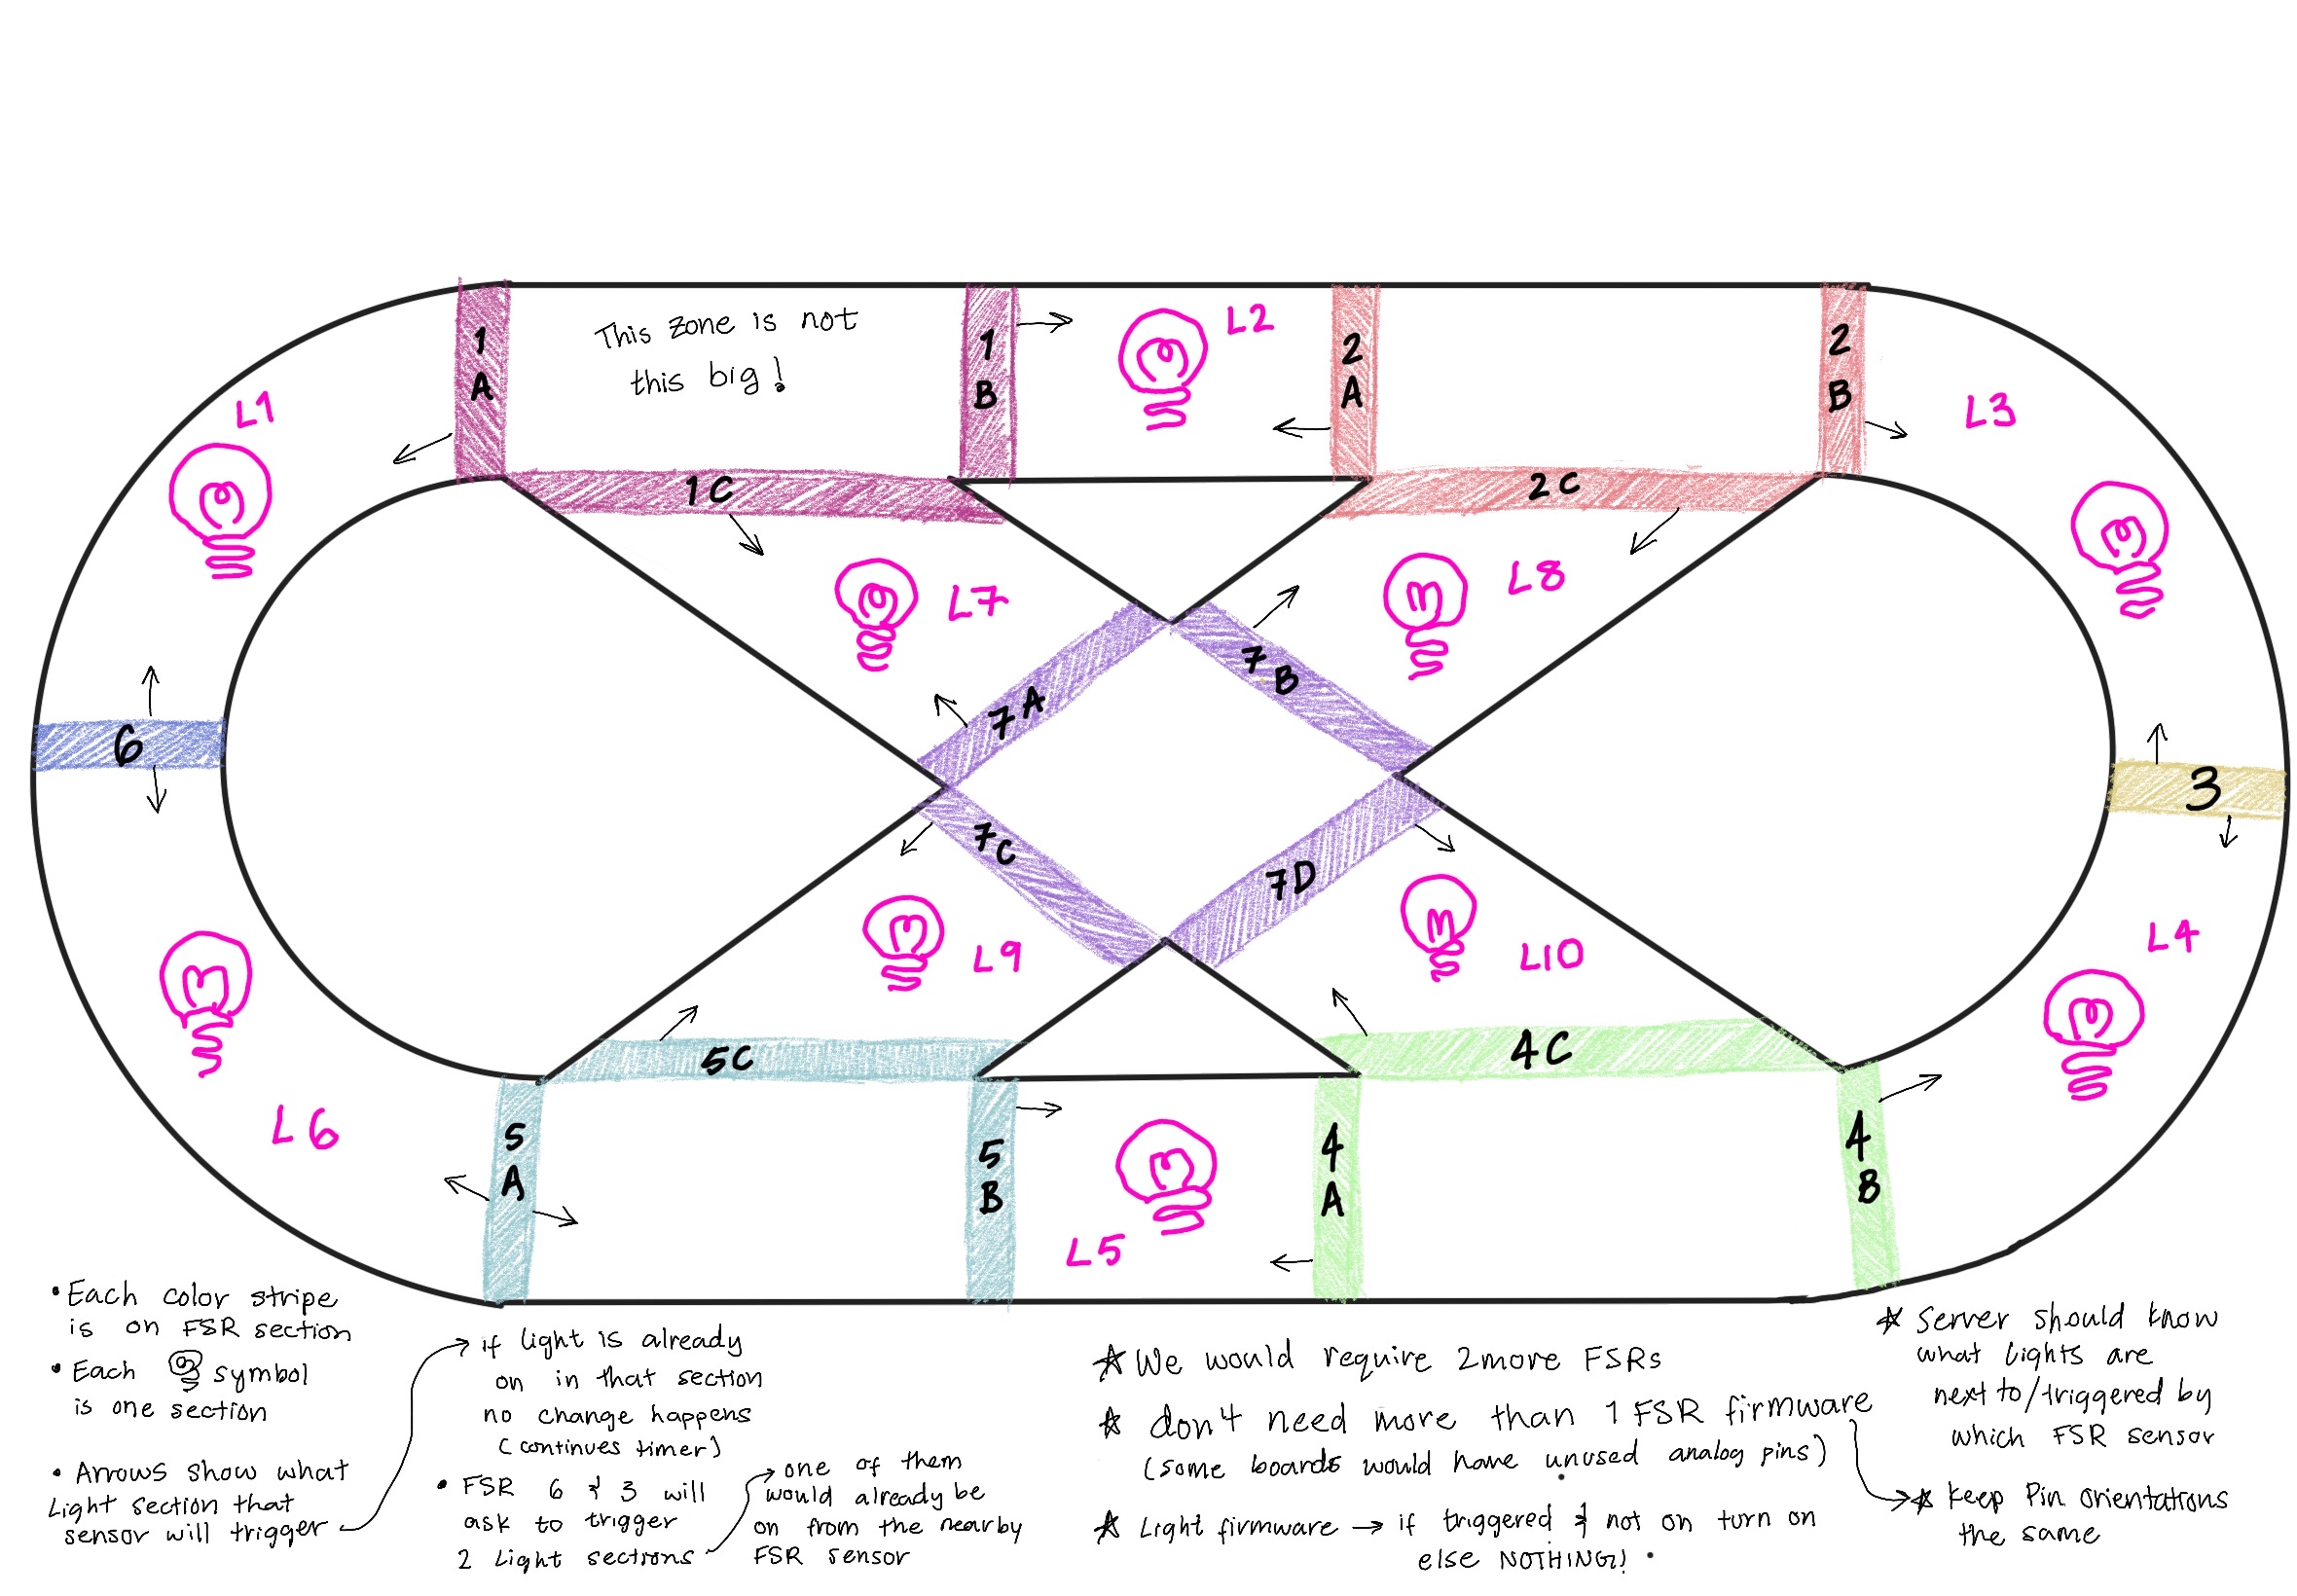 This zone is not
this big!
1
A
1
B
L2
2
A
2
B
L1
L3
1C
2C
L7
L8
7A
7B
6
3
7C
7D
L9
L10
L4
5C
4C
5
A
5
B
4
A
4
B
L6
L5
• Each color stripe
is on FSR section
• Each symbol
is one section
• Arrows show what
Light section that
sensor will trigger
if light is already
on in that section
no change happens
(continues timer)
• FSR 6 & 3 will
ask to trigger
2 Light sections
one of them
would already be
on from the nearby
FSR sensor
☆ We would require 2 more FSRs
☆ don't need more than 1 FSR firmware
(some boards would have unused analog pins)
☆ Light firmware → if triggered & not on turn on
else NOTHING!
☆ Server should know
what lights are
next to/triggered by
which FSR sensor
☆ keep Pin orientations
the same